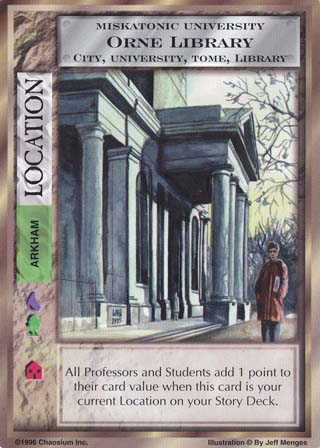 MISKATONIC UNIVERSITY
ORNE LIBRARY
CITY, UNIVERSITY, TOME, LIBRARY
LOCATION
ARKHAM
All Professors and Students add 1 point
to their card value when this card is your
current Location on your Story Deck.
©1996 Chaosium Inc.
Illustration © By Jeff Menges